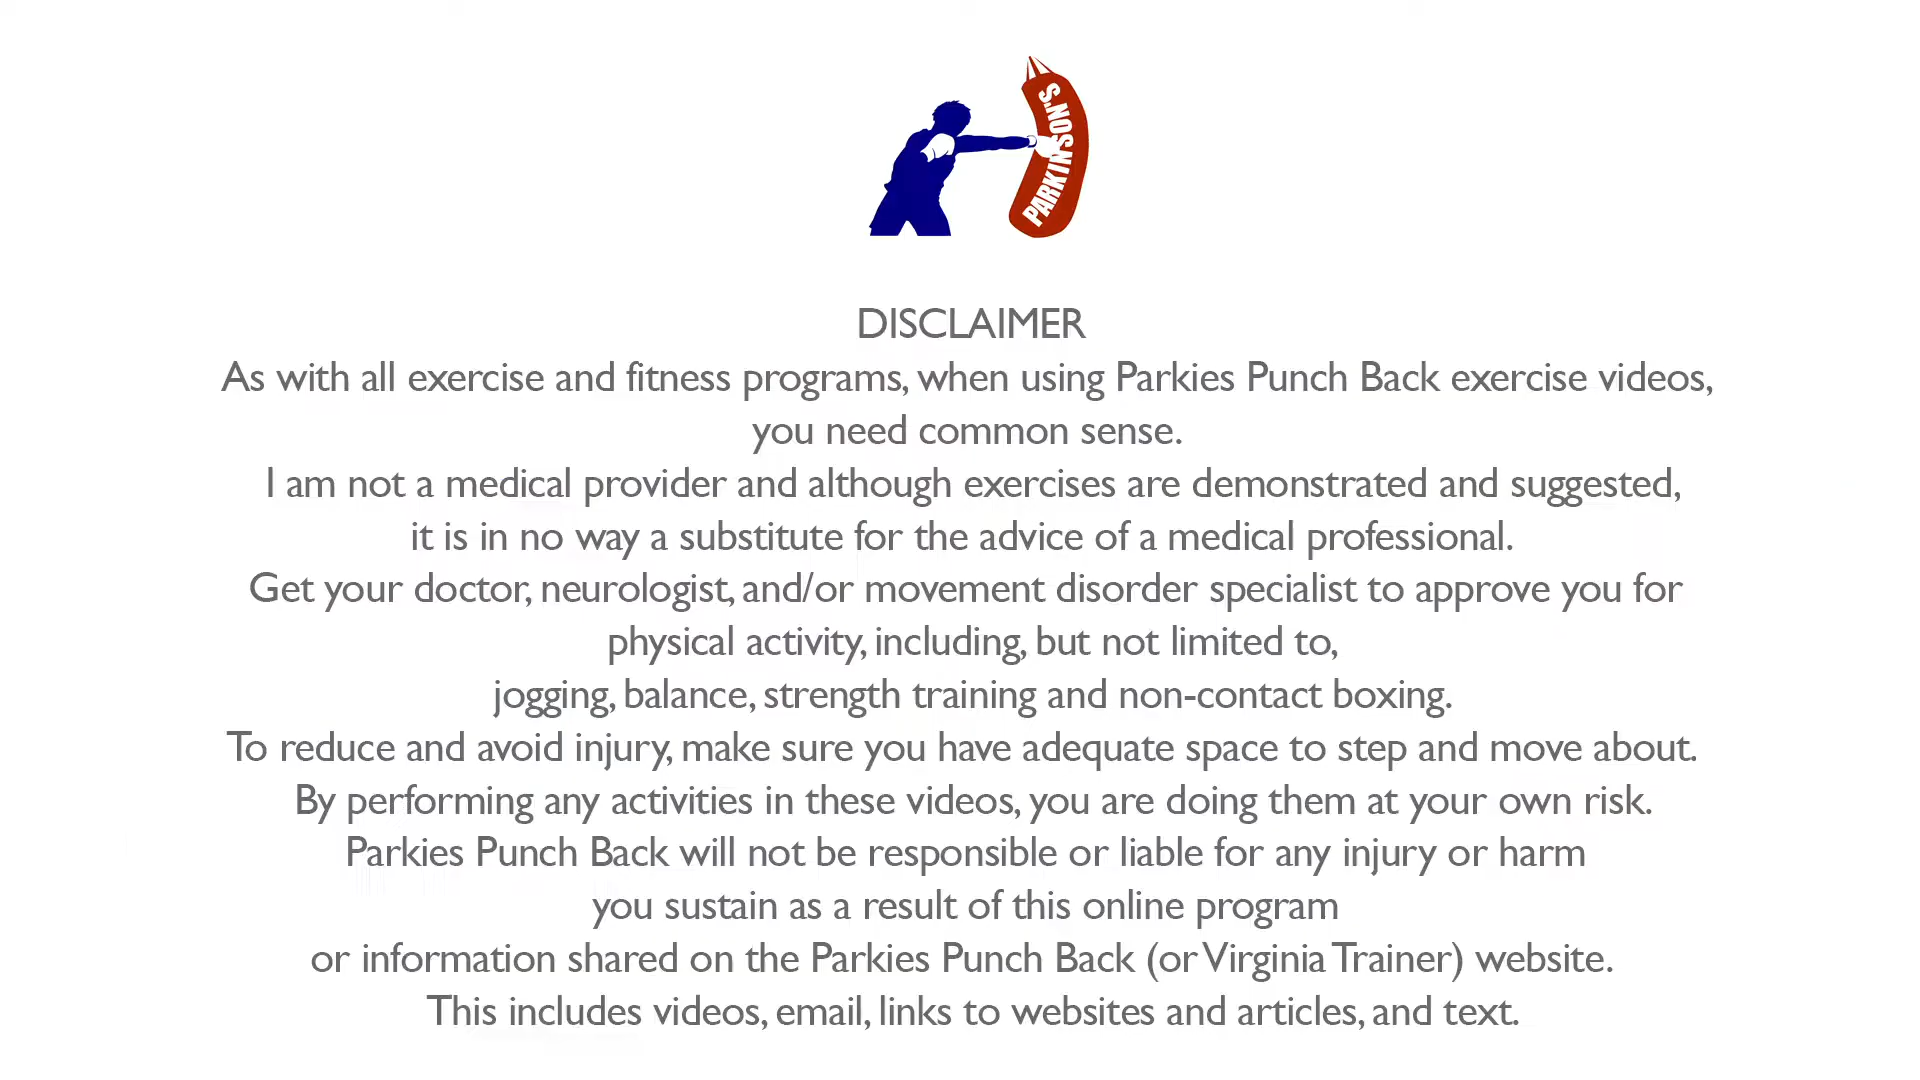 PARKINSON'S
DISCLAIMER
As with all exercise and fitness programs, when using Parkies Punch Back exercise videos,
you need common sense.
I am not a medical provider and although exercises are demonstrated and suggested,
it is in no way a substitute for the advice of a medical professional.
Get your doctor, neurologist, and/or movement disorder specialist to approve you for
physical activity, including, but not limited to,
jogging, balance, strength training and non-contact boxing.
To reduce and avoid injury, make sure you have adequate space to step and move about.
By performing any activities in these videos, you are doing them at your own risk.
Parkies Punch Back will not be responsible or liable for any injury or harm
you sustain as a result of this online program
or information shared on the Parkies Punch Back (or Virginia Trainer) website.
This includes videos, email, links to websites and articles, and text.